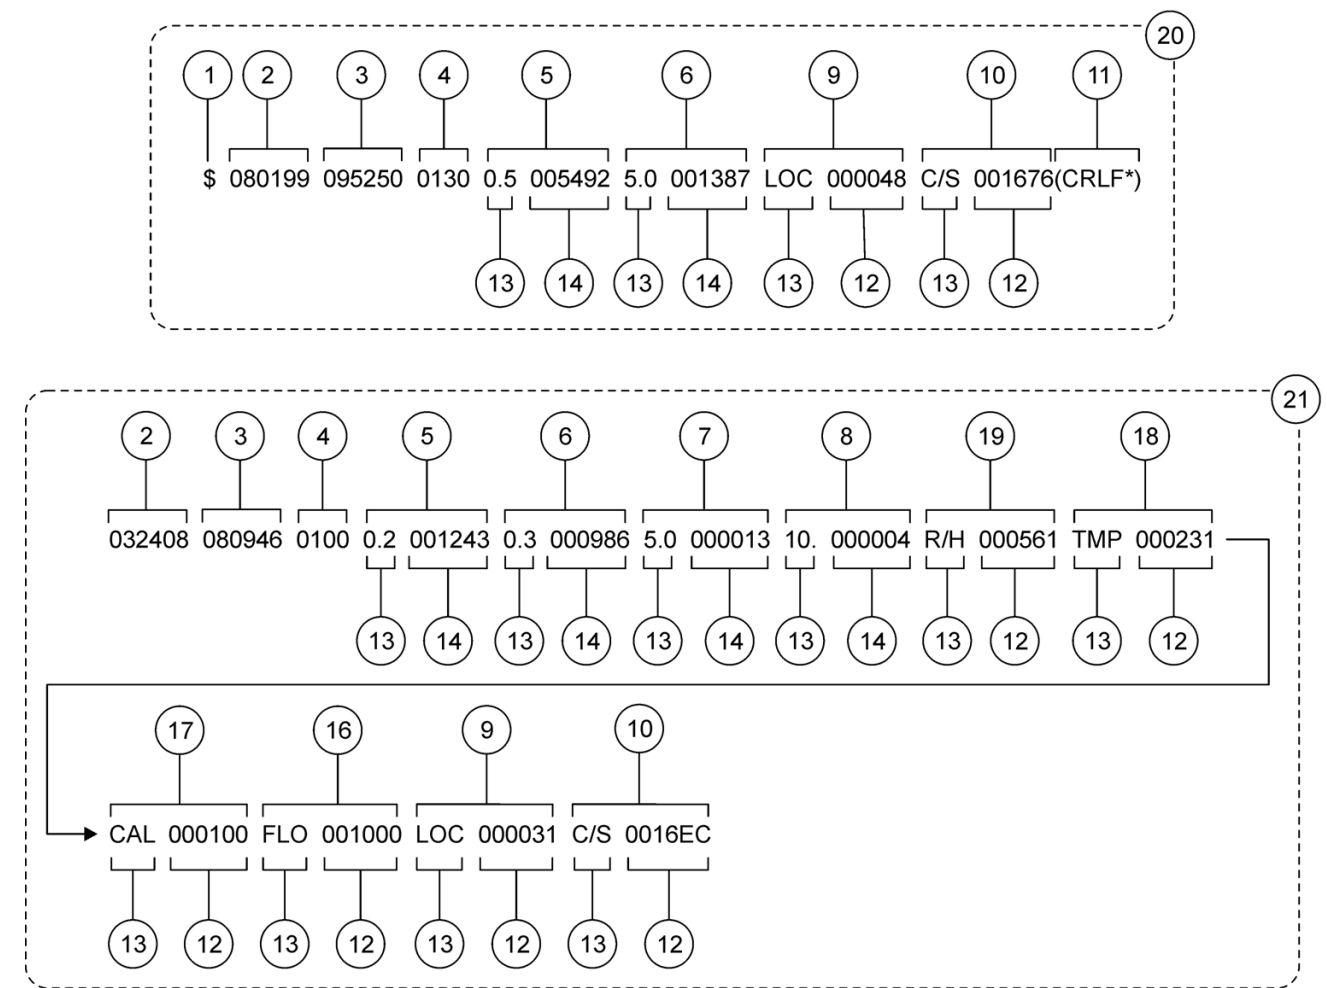 20
1 2 3 4 5 6 9 10 11
$ 080199 095250 0130 0.5 005492 5.0 001387 LOC 000048 C/S 001676(CRLF*)
13 14 13 14 13 12 13 12
21
2 3 4 5 6 7 8 19 18
032408 080946 0100 0.2 001243 0.3 000986 5.0 000013 10. 000004 R/H 000561 TMP 000231
13 14 13 14 13 14 13 14 13 12 13 12
17 16 9 10
CAL 000100 FLO 001000 LOC 000031 C/S 0016EC
13 12 13 12 13 12 13 12